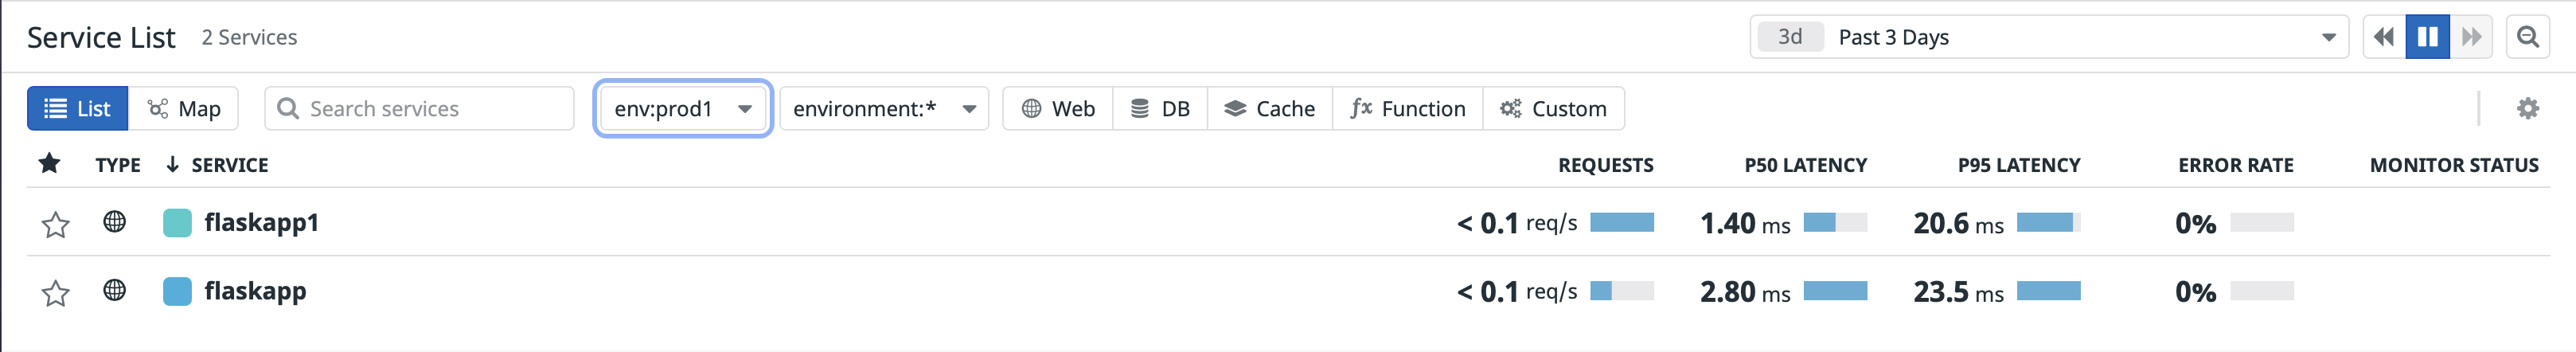 Service List 2 Services 3d Past 3 Days
List Map Search services env:prod1 environment:* Web DB Cache fx Function Custom
TYPE ↓ SERVICE REQUESTS P50 LATENCY P95 LATENCY ERROR RATE MONITOR STATUS
flaskapp1 < 0.1 req/s 1.40 ms 20.6 ms 0%
flaskapp < 0.1 req/s 2.80 ms 23.5 ms 0%